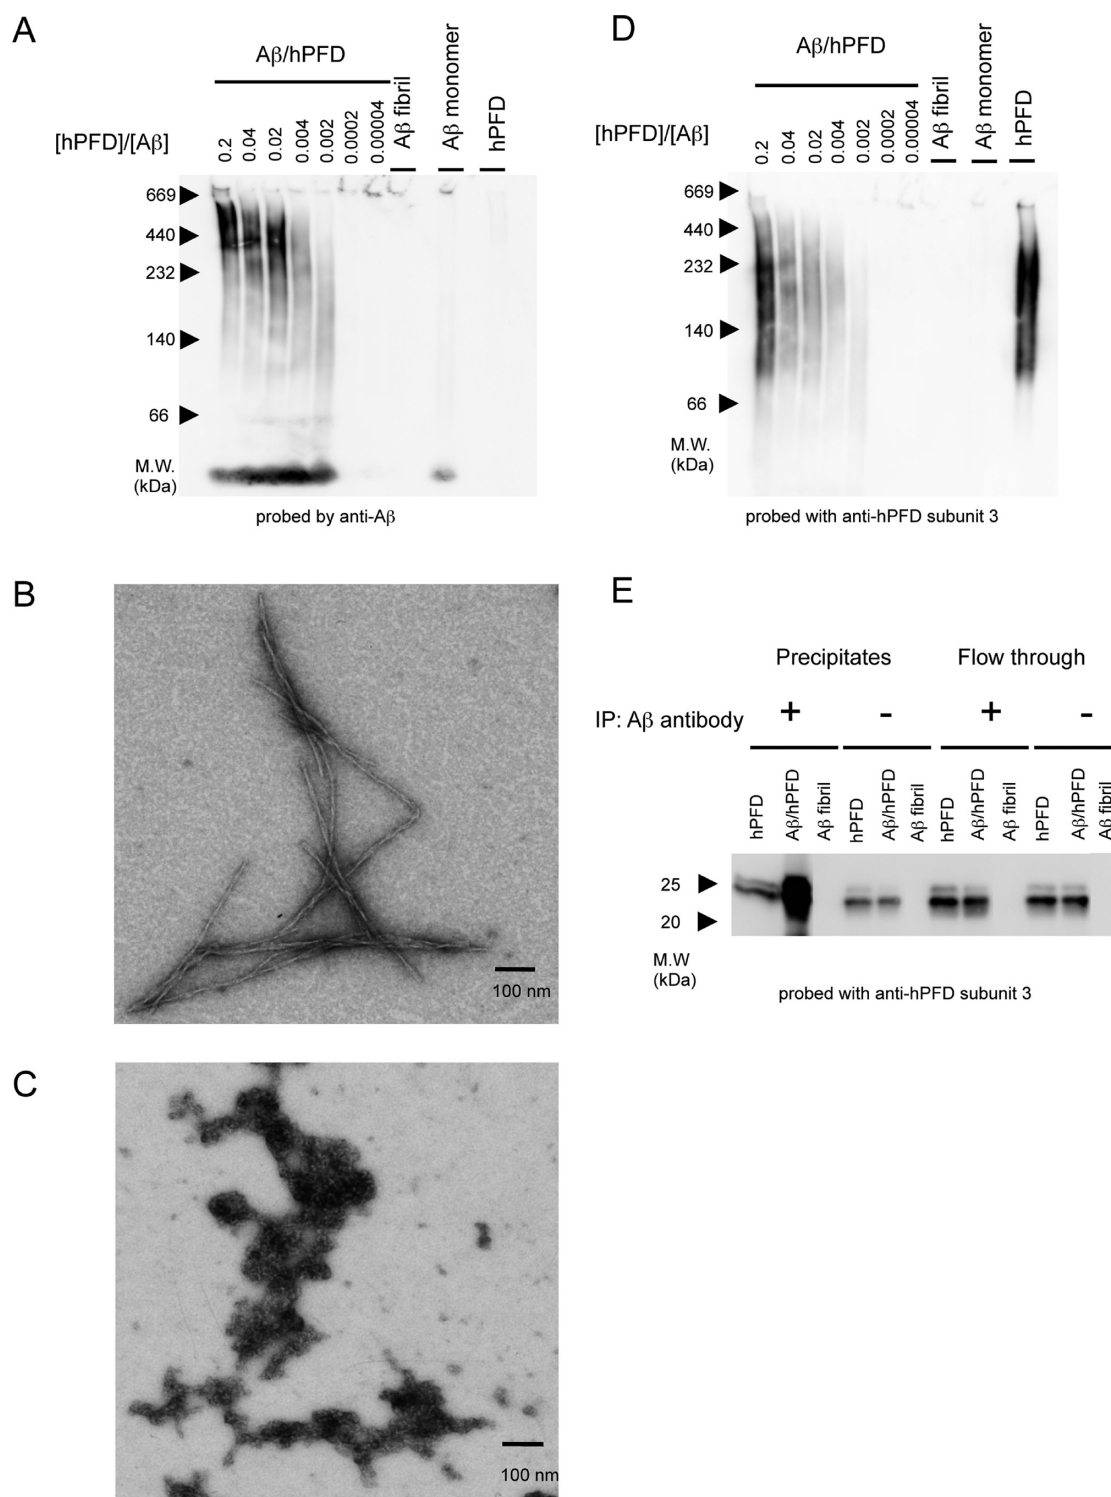 A
Aβ/hPFD
[hPFD]/[Aβ]
0.2
0.04
0.02
0.004
0.002
0.0002
0.00004
Aβ fibril
Aβ monomer
hPFD
669
440
232
140
66
M.W.
(kDa)
probed by anti-Aβ
D
Aβ/hPFD
[hPFD]/[Aβ]
0.2
0.04
0.02
0.004
0.002
0.0002
0.00004
Aβ fibril
Aβ monomer
hPFD
669
440
232
140
66
M.W.
(kDa)
probed with anti-hPFD subunit 3
B
100 nm
C
100 nm
E
Precipitates
Flow through
IP: Aβ antibody
+
-
+
-
hPFD
Aβ/hPFD
Aβ fibril
hPFD
Aβ/hPFD
Aβ fibril
hPFD
Aβ/hPFD
Aβ fibril
hPFD
Aβ/hPFD
Aβ fibril
25
20
M.W
(kDa)
probed with anti-hPFD subunit 3